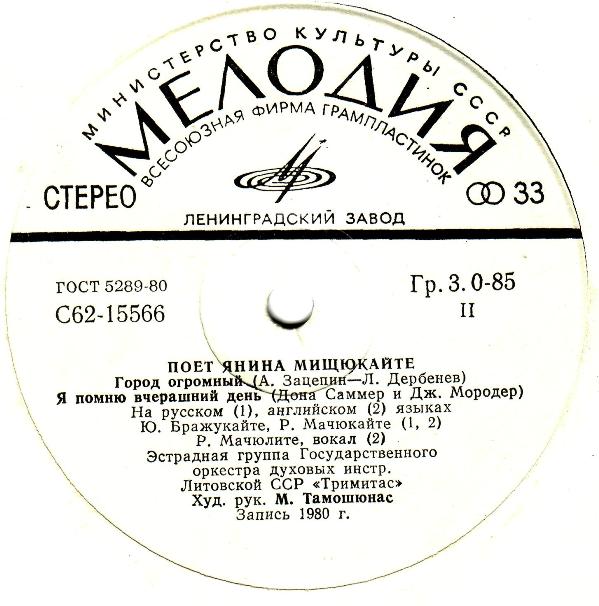 МИНИСТЕРСТВО КУЛЬТУРЫ СССР
МЕЛОДИЯ
ВСЕСОЮЗНАЯ ФИРМА ГРАМПЛАСТИНОК
СТЕРЕО
33
ЛЕНИНГРАДСКИЙ ЗАВОД
ГОСТ 5289-80
Гр. 3. 0-85
С62-15566
II
ПОЕТ ЯНИНА МИЩЮКАЙТЕ
Город огромный (А. Зацепин—Л. Дербенев)
Я помню вчерашний день (Дона Саммер и Дж. Мородер)
На русском (1), английском (2) языках
Ю. Бражукайте, Р. Мачюкайте (1, 2)
Р. Мачюлите, вокал (2)
Эстрадная группа Государственного
оркестра духовых инстр.
Литовской ССР «Тримитас»
Худ. рук. М. Тамошюнас
Запись 1980 г.